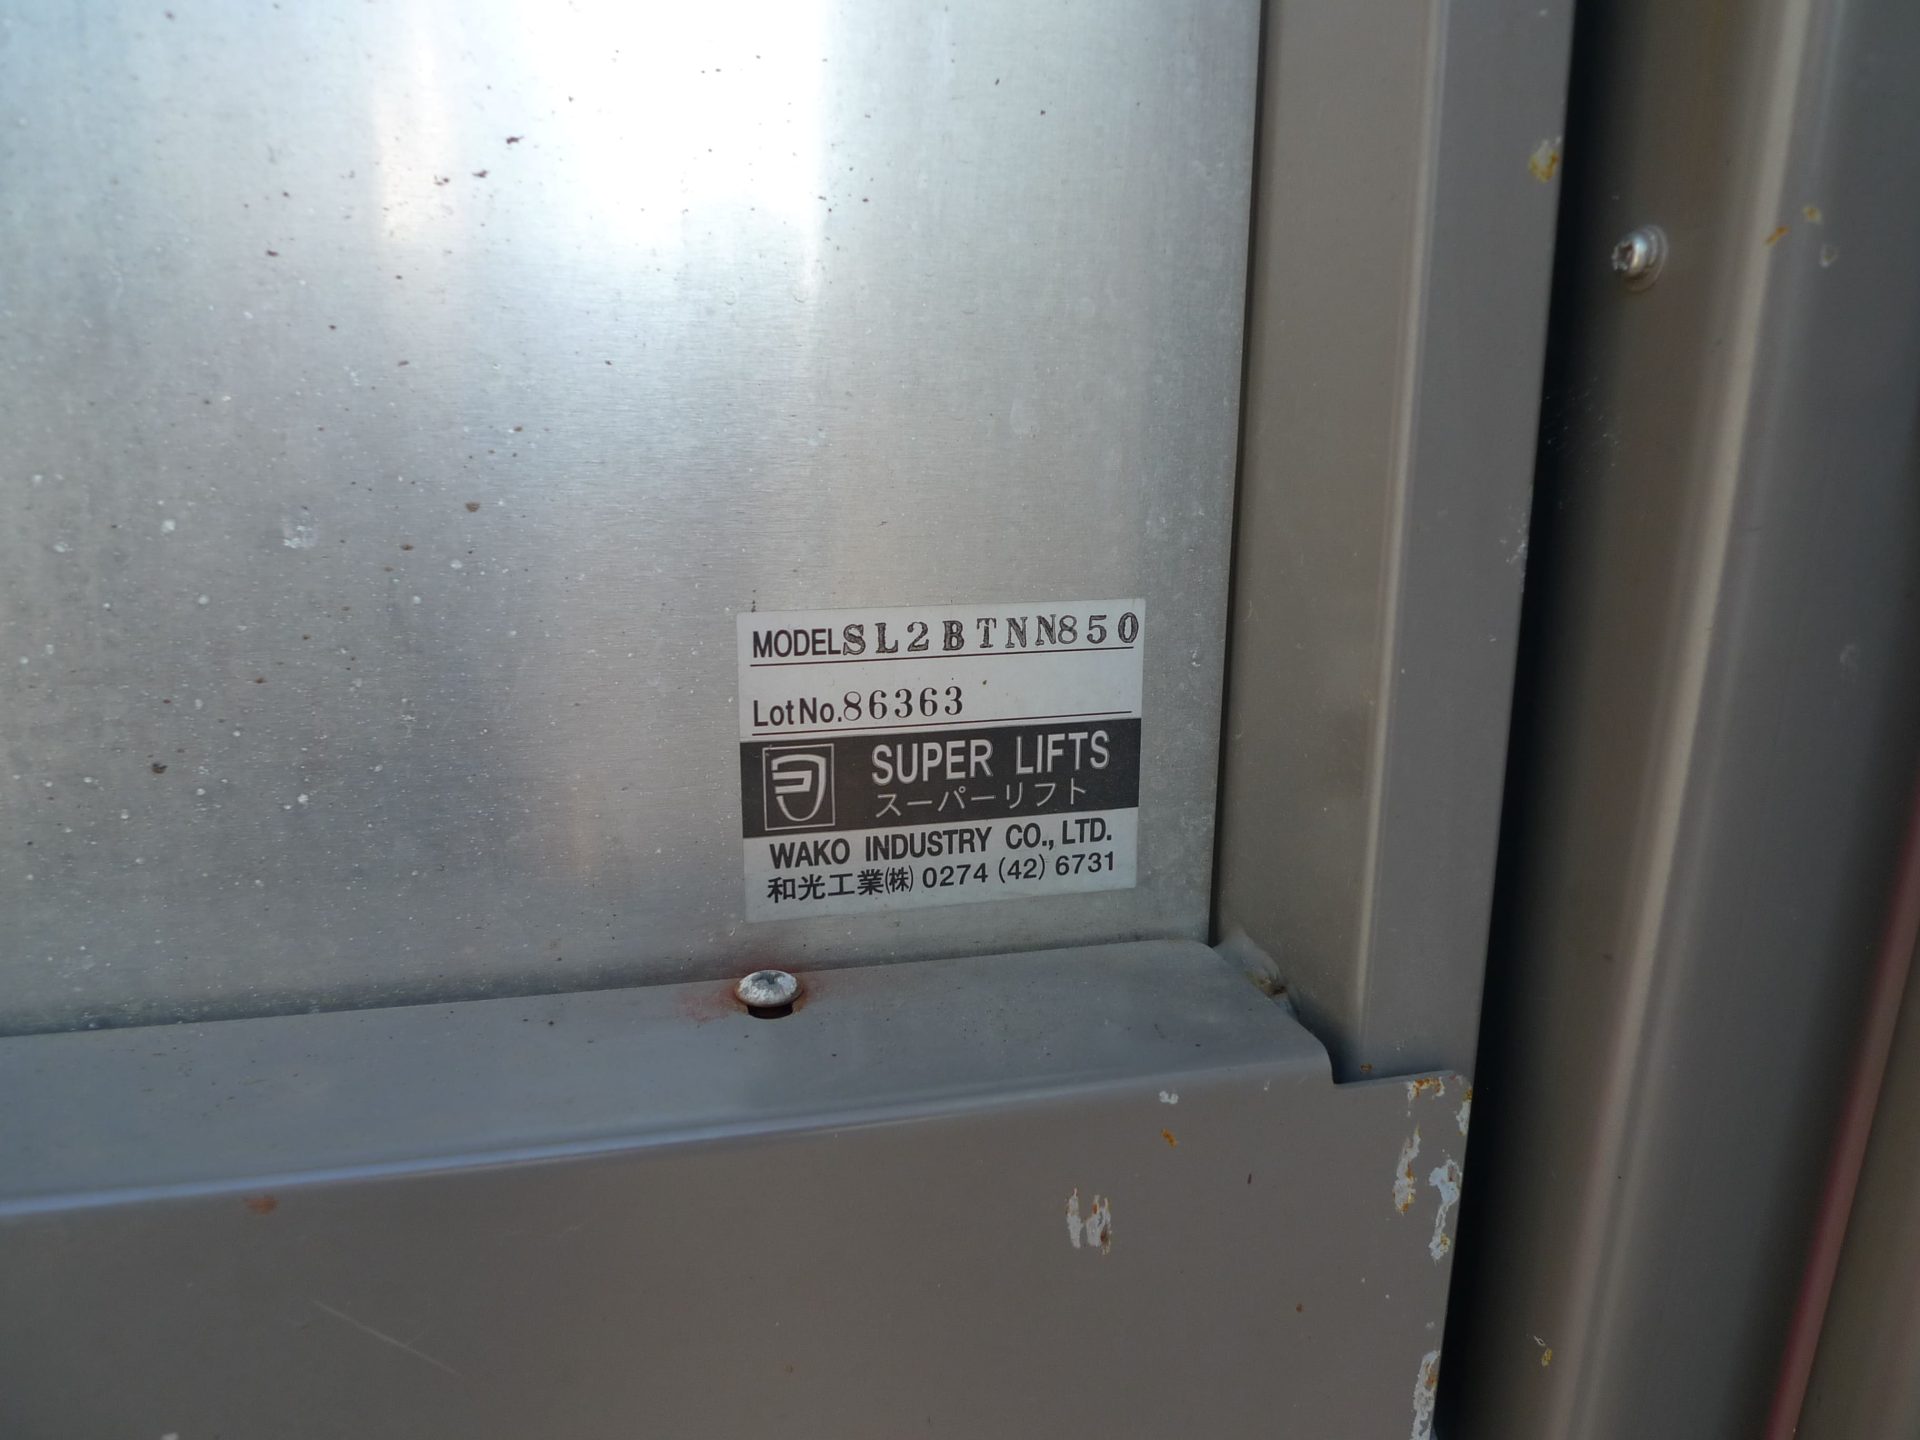 MODEL SL2BTNN850
Lot No. 86363
SUPER LIFTS
スーパーリフト
WAKO INDUSTRY CO., LTD.
和光工業㈱ 0274 (42) 6731